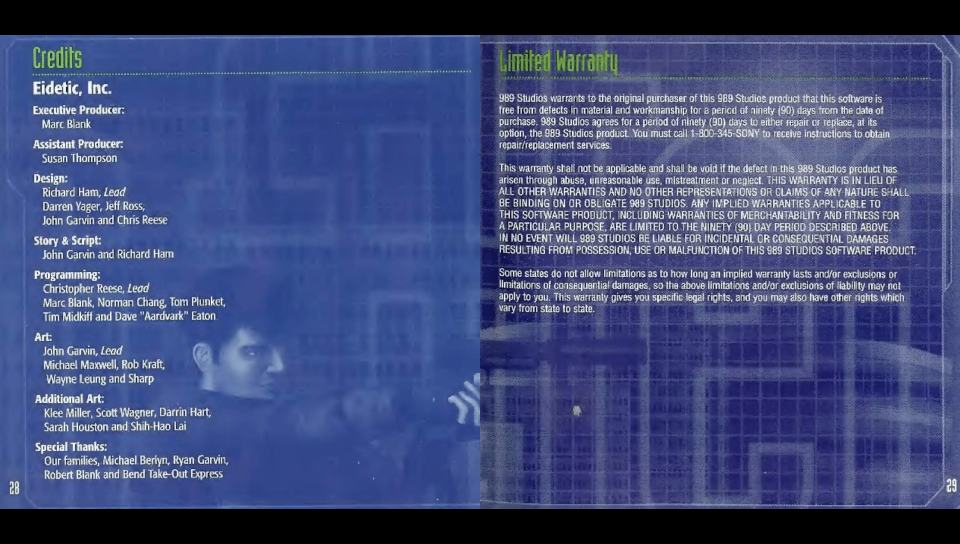 Credits
Eidetic, Inc.
Executive Producer:
Marc Blank
Assistant Producer:
Susan Thompson
Design:
Richard Ham, Lead
Darren Yager, Jeff Ross,
John Garvin and Chris Reese
Story & Script:
John Garvin and Richard Ham
Programming:
Christopher Reese, Lead
Marc Blank, Norman Chang, Tom Plunket,
Tim Midkiff and Dave "Aardvark" Eaton
Art:
John Garvin, Lead
Michael Maxwell, Rob Kraft,
Wayne Leung and Sharp
Additional Art:
Klee Miller, Scott Wagner, Darrin Hart,
Sarah Houston and Shih-Hao Lai
Special Thanks:
Our families, Michael Berlyn, Ryan Garvin,
Robert Blank and Bend Take-Out Express
28
Limited Warranty
989 Studios warrants to the original purchaser of this 989 Studios product that this software is
free from defects in material and workmanship for a period of ninety (90) days from the date of
purchase. 989 Studios agrees for a period of ninety (90) days to either repair or replace, at its
option, the 989 Studios product. You must call 1-800-345-SONY to receive instructions to obtain
repair/replacement services.
This warranty shall not be applicable and shall be void if the defect in this 989 Studios product has
arisen through abuse, unreasonable use, mistreatment or neglect. THIS WARRANTY IS IN LIEU OF
ALL OTHER WARRANTIES AND NO OTHER REPRESENTATIONS OR CLAIMS OF ANY NATURE SHALL
BE BINDING ON OR OBLIGATE 989 STUDIOS. ANY IMPLIED WARRANTIES APPLICABLE TO
THIS SOFTWARE PRODUCT, INCLUDING WARRANTIES OF MERCHANTABILITY AND FITNESS FOR
A PARTICULAR PURPOSE, ARE LIMITED TO THE NINETY (90) DAY PERIOD DESCRIBED ABOVE.
IN NO EVENT WILL 989 STUDIOS BE LIABLE FOR INCIDENTAL OR CONSEQUENTIAL DAMAGES
RESULTING FROM POSSESSION, USE OR MALFUNCTION OF THIS 989 STUDIOS SOFTWARE PRODUCT.
Some states do not allow limitations as to how long an implied warranty lasts and/or exclusions or
limitations of consequential damages, so the above limitations and/or exclusions of liability may not
apply to you. This warranty gives you specific legal rights, and you may also have other rights which
vary from state to state.
29